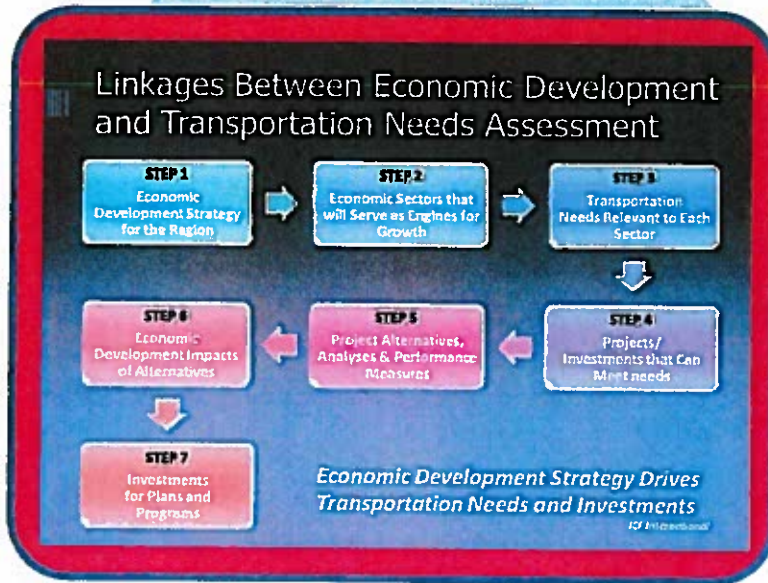 Linkages Between Economic Development
and Transportation Needs Assessment
STEP 1
Economic
Development Strategy
for the Region
STEP 2
Economic Sectors that
will Serve as Engines for
Growth
STEP 3
Transportation
Needs Relevant to Each
Sector
STEP 4
Projects/
Investments that Can
Meet needs
STEP 5
Project Alternatives,
Analyses & Performance
Measures
STEP 6
Economic
Development Impacts
of Alternatives
STEP 7
Investments
for Plans and
Programs
Economic Development Strategy Drives
Transportation Needs and Investments
ICF International